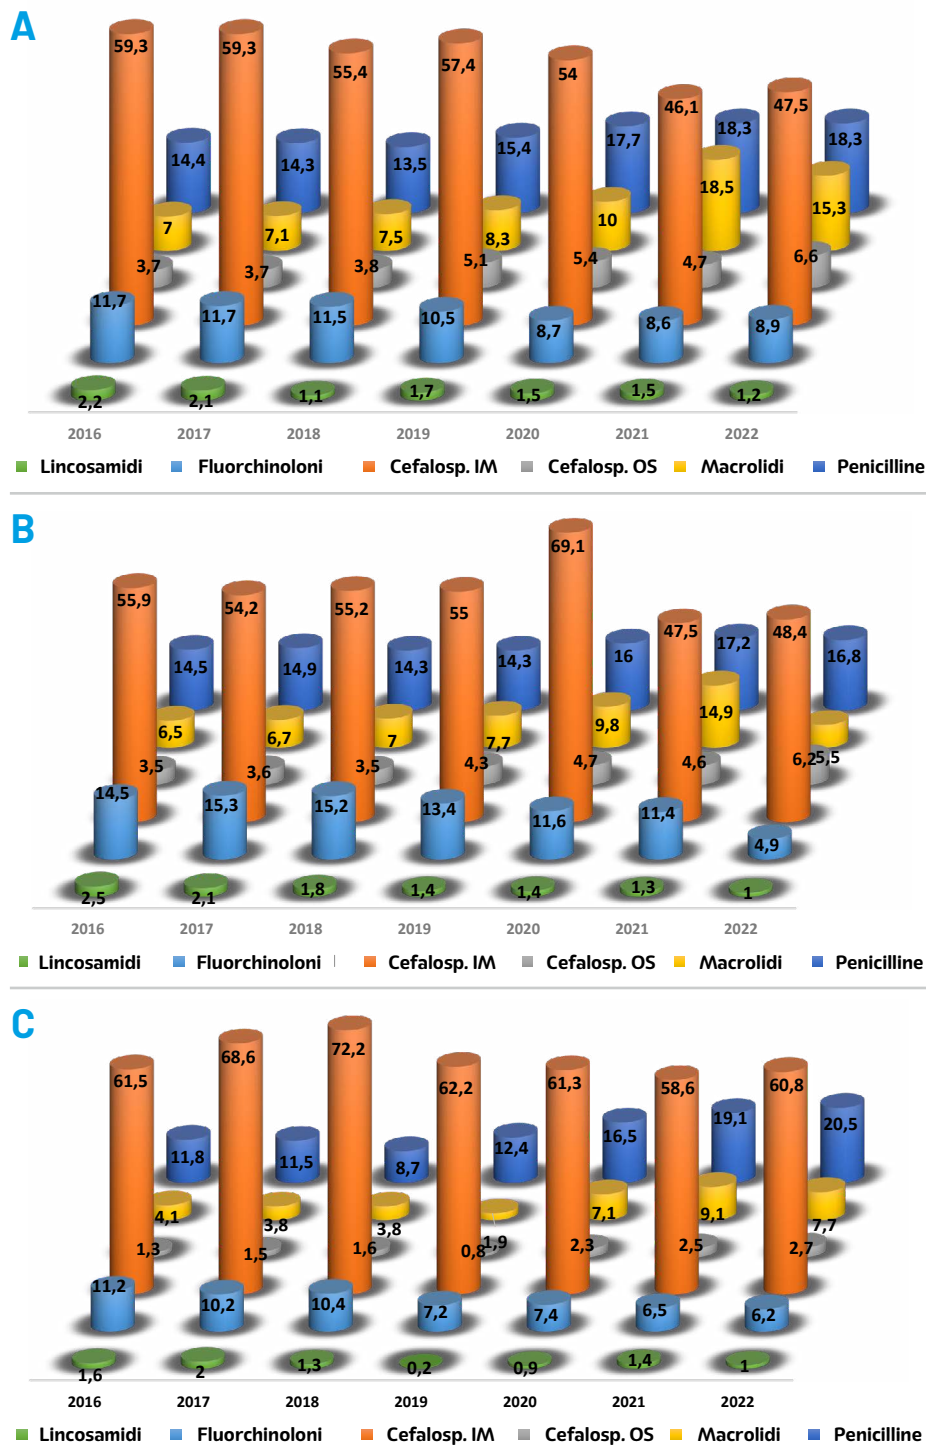 A
59,3 59,3 55,4 57,4 54 46,1 47,5
14,4 14,3 13,5 15,4 17,7 18,3 18,3
7 7,1 7,5 8,3 10 18,5 15,3
3,7 3,7 3,8 5,1 5,4 4,7 6,6
11,7 11,7 11,5 10,5 8,7 8,6 8,9
2,2 2,1 1,1 1,7 1,5 1,5 1,2
2016 2017 2018 2019 2020 2021 2022
Lincosamidi Fluorchinoloni Cefalosp. IM Cefalosp. OS Macrolidi Penicilline
B
55,9 54,2 55,2 55 69,1 47,5 48,4
14,5 14,9 14,3 14,3 16 17,2 16,8
6,5 6,7 7 7,7 9,8 14,9 5,5
3,5 3,6 3,5 4,3 4,7 4,6 6,2
14,5 15,3 15,2 13,4 11,6 11,4 4,9
2,5 2,1 1,8 1,4 1,4 1,3 1
2016 2017 2018 2019 2020 2021 2022
Lincosamidi Fluorchinoloni Cefalosp. IM Cefalosp. OS Macrolidi Penicilline
C
61,5 68,6 72,2 62,2 61,3 58,6 60,8
11,8 11,5 8,7 12,4 16,5 19,1 20,5
4,1 3,8 3,8 1,9 7,1 9,1 7,7
1,3 1,5 1,6 0,8 2,3 2,5 2,7
11,2 10,2 10,4 7,2 7,4 6,5 6,2
1,6 2 1,3 0,2 0,9 1,4 1
2016 2017 2018 2019 2020 2021 2022
Lincosamidi Fluorchinoloni Cefalosp. IM Cefalosp. OS Macrolidi Penicilline